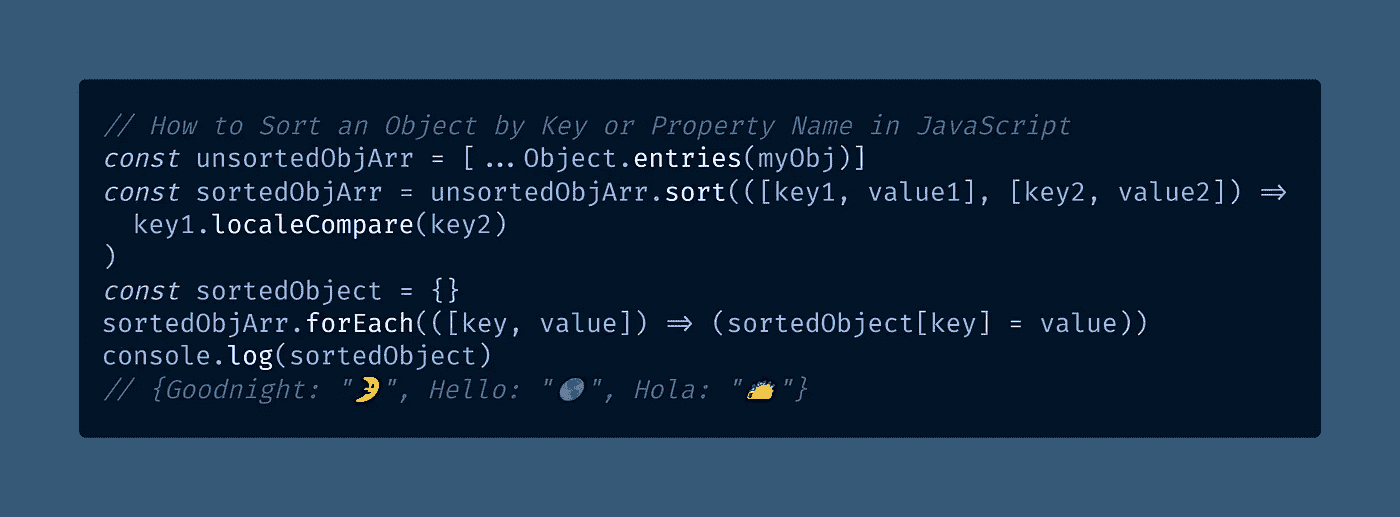 // How to Sort an Object by Key or Property Name in JavaScript
const unsortedObjArr = [...Object.entries(myObj)]
const sortedObjArr = unsortedObjArr.sort(([key1, value1], [key2, value2]) =>
  key1.localeCompare(key2)
)
const sortedObject = {}
sortedObjArr.forEach(([key, value]) => (sortedObject[key] = value))
console.log(sortedObject)
// {Goodnight: "🌛", Hello: "🌏", Hola: "🌮"}